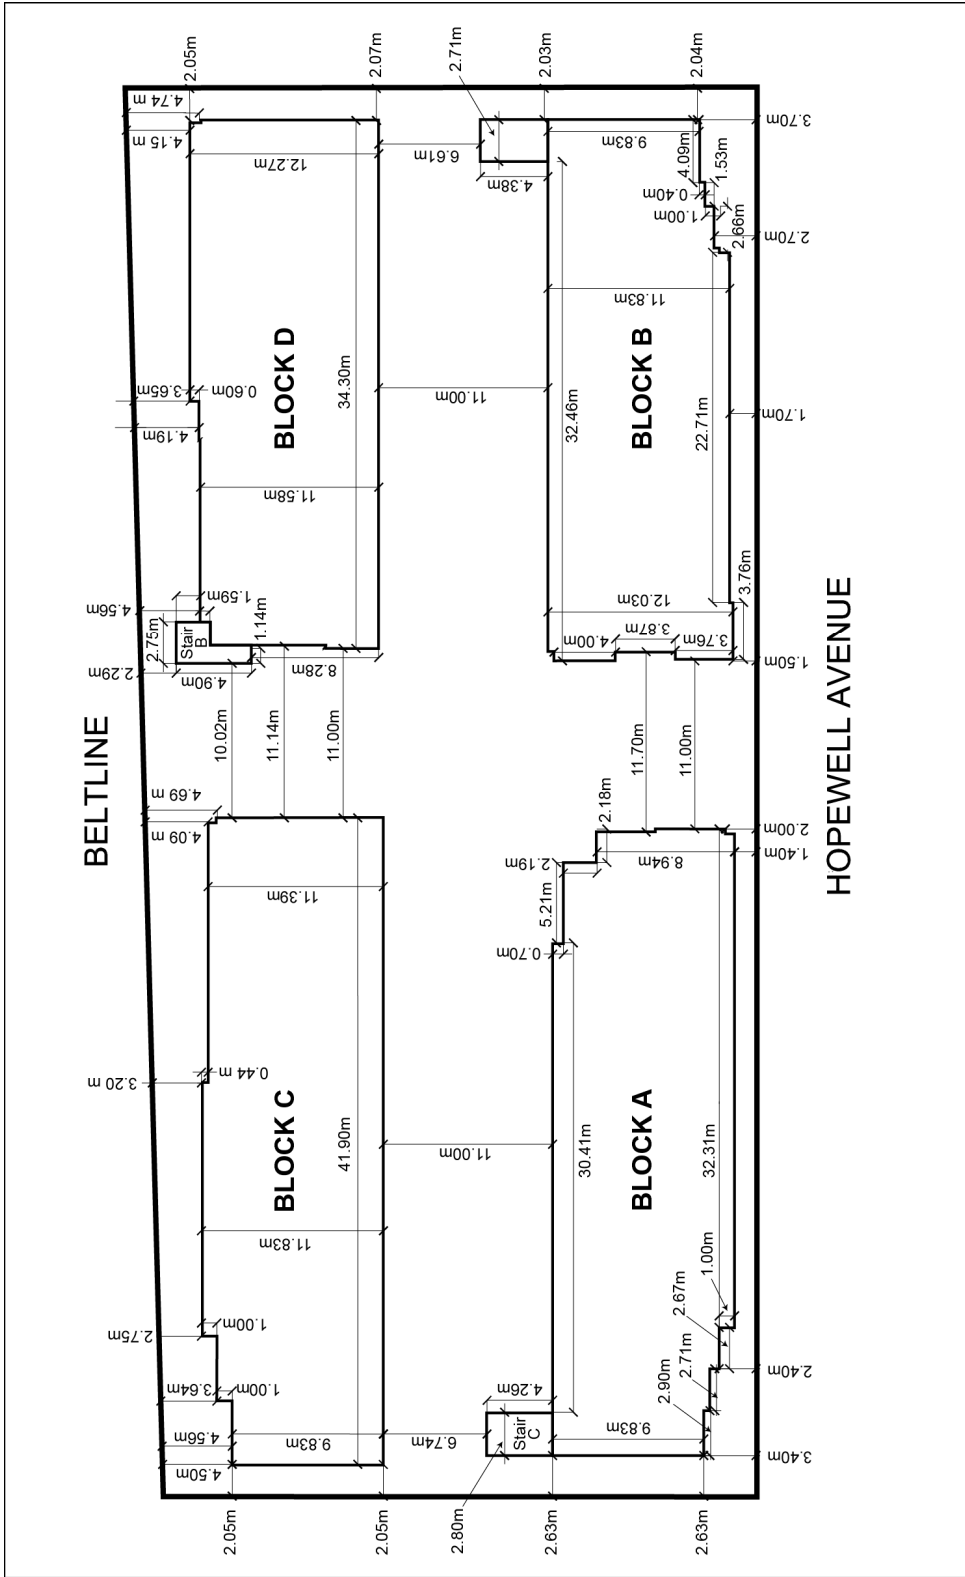 2.05m
2.07m
2.71m
2.03m
2.04m
4.74 m
4.15 m
12.27m
6.61m
4.38m
9.83m
3.70m
4.09m
1.53m
0.40m
1.00m
2.66m
2.70m
11.83m
BLOCK D
34.30m
BLOCK B
3.65m
0.60m
11.00m
32.46m
22.71m
1.70m
4.19m
11.58m
4.56m
1.59m
2.75m
Stair
B
1.14m
2.29m
4.90m
8.28m
12.03m
3.76m
3.87m
4.00m
3.76m
1.50m
BELTLINE
10.02m
11.14m
11.00m
11.70m
11.00m
HOPEWELL AVENUE
4.69 m
4.09 m
2.18m
2.00m
1.40m
2.19m
8.94m
11.39m
5.21m
0.70m
3.20 m
0.44 m
BLOCK C
41.90m
11.00m
30.41m
BLOCK A
32.31m
11.83m
1.00m
2.67m
2.75m
1.00m
2.71m
2.90m
2.40m
3.64m
1.00m
4.26m
Stair
C
4.56m
9.83m
6.74m
9.83m
3.40m
4.50m
2.05m
2.05m
2.80m
2.63m
2.63m